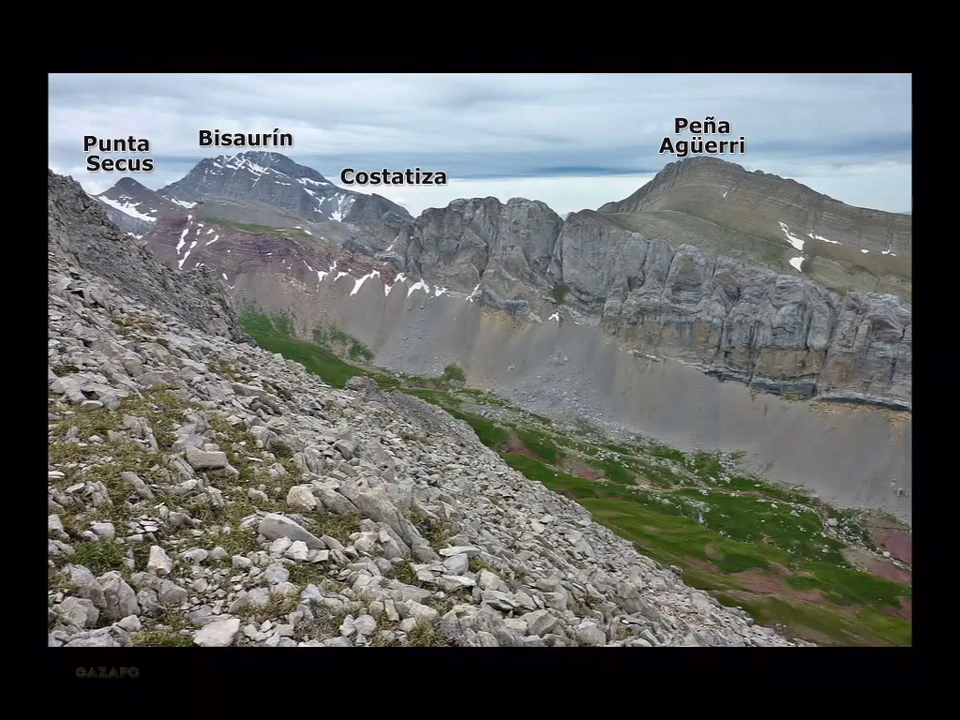 Punta
Secus
Bisaurín
Costatiza
Peña
Agüerri
GAZAPO